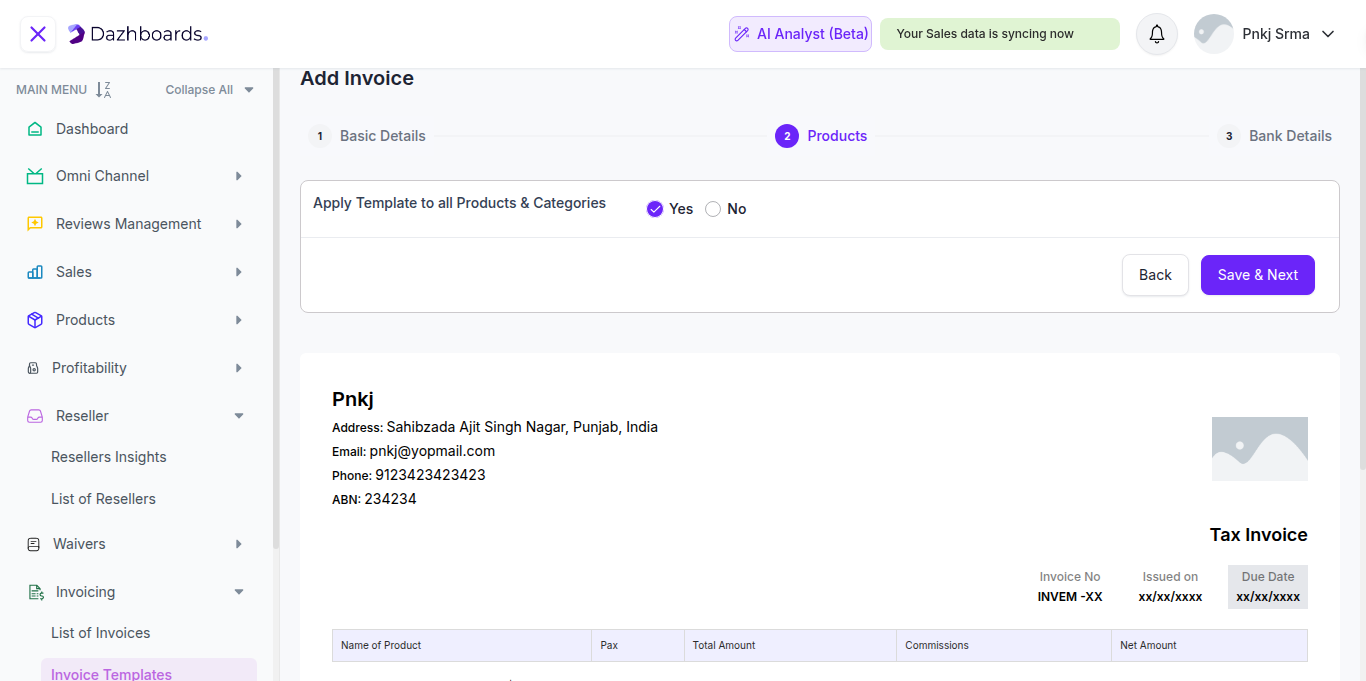 Dazhboards.
AI Analyst (Beta)
Your Sales data is syncing now
Pnkj Srma
MAIN MENU
Collapse All
Dashboard
Omni Channel
Reviews Management
Sales
Products
Profitability
Reseller
Resellers Insights
List of Resellers
Waivers
Invoicing
List of Invoices
Invoice Templates
Add Invoice
1 Basic Details
2 Products
3 Bank Details
Apply Template to all Products & Categories
Yes No
Back Save & Next
Pnkj
Address: Sahibzada Ajit Singh Nagar, Punjab, India
Email: pnkj@yopmail.com
Phone: 9123423423423
ABN: 234234
Tax Invoice
Invoice No Issued on Due Date
INVEM -XX xx/xx/xxxx xx/xx/xxxx
Name of Product Pax Total Amount Commissions Net Amount